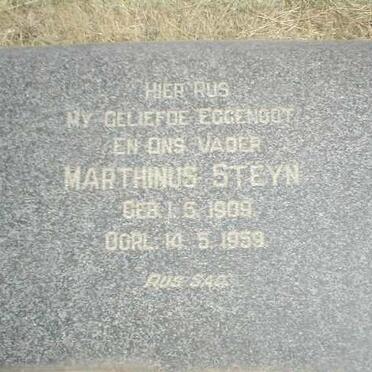 HIER RUS
MY GELIEFDE EGGENOOT
EN ONS VADER
MARTHINUS STEYN
GEB. 1. 5. 1909
OORL. 14. 5. 1959
RUS SAG.